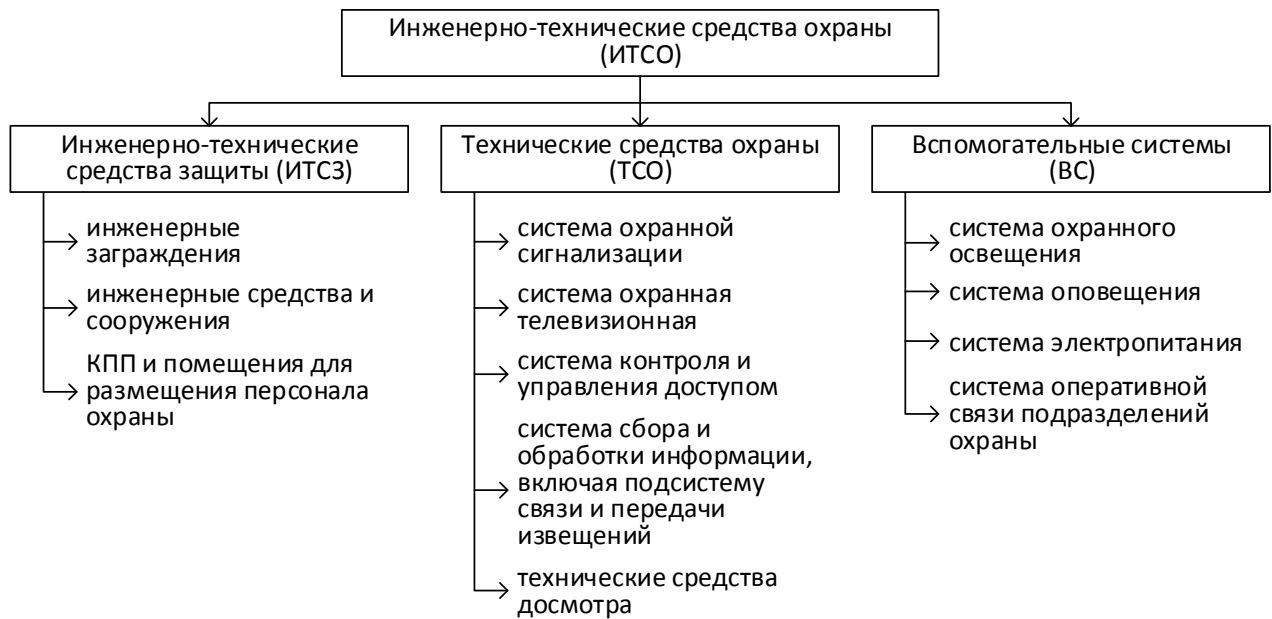 Инженерно-технические средства охраны
(ИТСО)
Инженерно-технические
средства защиты (ИТСЗ)
инженерные
заграждения
инженерные средства и
сооружения
КПП и помещения для
размещения персонала
охраны
Технические средства охраны
(ТСО)
система охранной
сигнализации
система охранная
телевизионная
система контроля и
управления доступом
система сбора и
обработки информации,
включая подсистему
связи и передачи
извещений
технические средства
досмотра
Вспомогательные системы
(ВС)
система охранного
освещения
система оповещения
система электропитания
система оперативной
связи подразделений
охраны